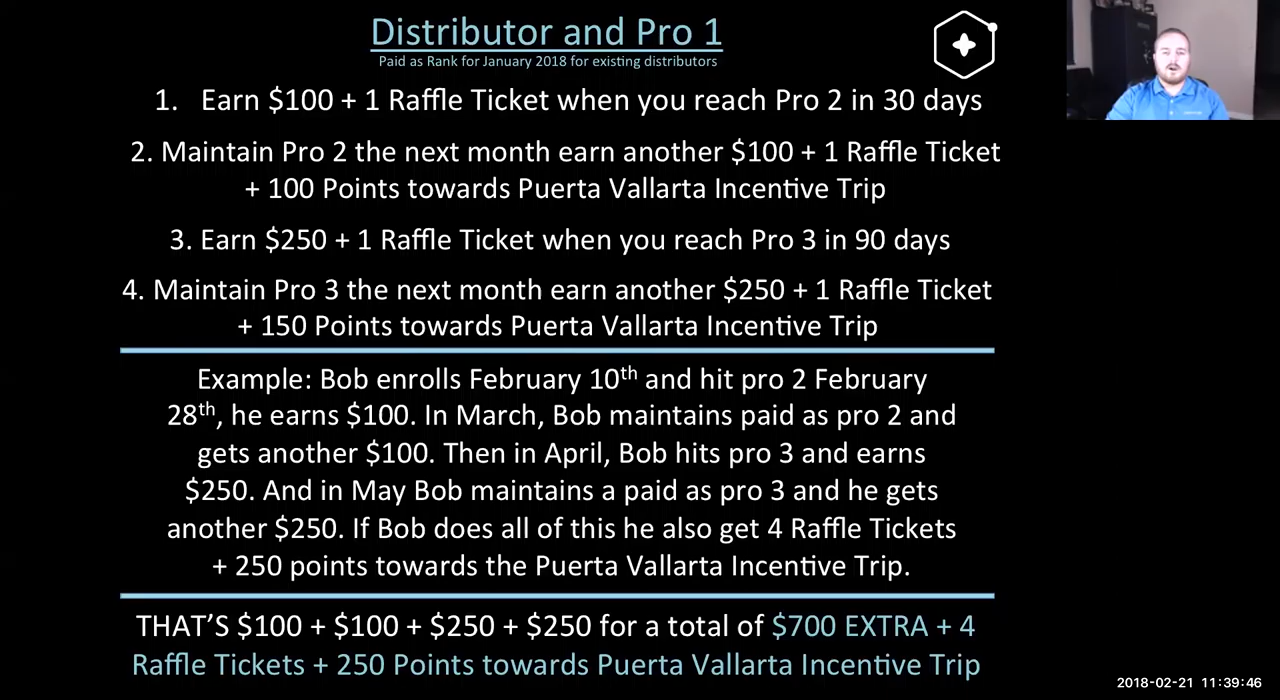 Distributor and Pro 1
Paid as Rank for January 2018 for existing distributors
1. Earn $100 + 1 Raffle Ticket when you reach Pro 2 in 30 days
2. Maintain Pro 2 the next month earn another $100 + 1 Raffle Ticket
+ 100 Points towards Puerta Vallarta Incentive Trip
3. Earn $250 + 1 Raffle Ticket when you reach Pro 3 in 90 days
4. Maintain Pro 3 the next month earn another $250 + 1 Raffle Ticket
+ 150 Points towards Puerta Vallarta Incentive Trip
Example: Bob enrolls February 10th and hit pro 2 February
28th, he earns $100. In March, Bob maintains paid as pro 2 and
gets another $100. Then in April, Bob hits pro 3 and earns
$250. And in May Bob maintains a paid as pro 3 and he gets
another $250. If Bob does all of this he also get 4 Raffle Tickets
+ 250 points towards the Puerta Vallarta Incentive Trip.
THAT'S $100 + $100 + $250 + $250 for a total of $700 EXTRA + 4
Raffle Tickets + 250 Points towards Puerta Vallarta Incentive Trip
2018-02-21 11:39:46